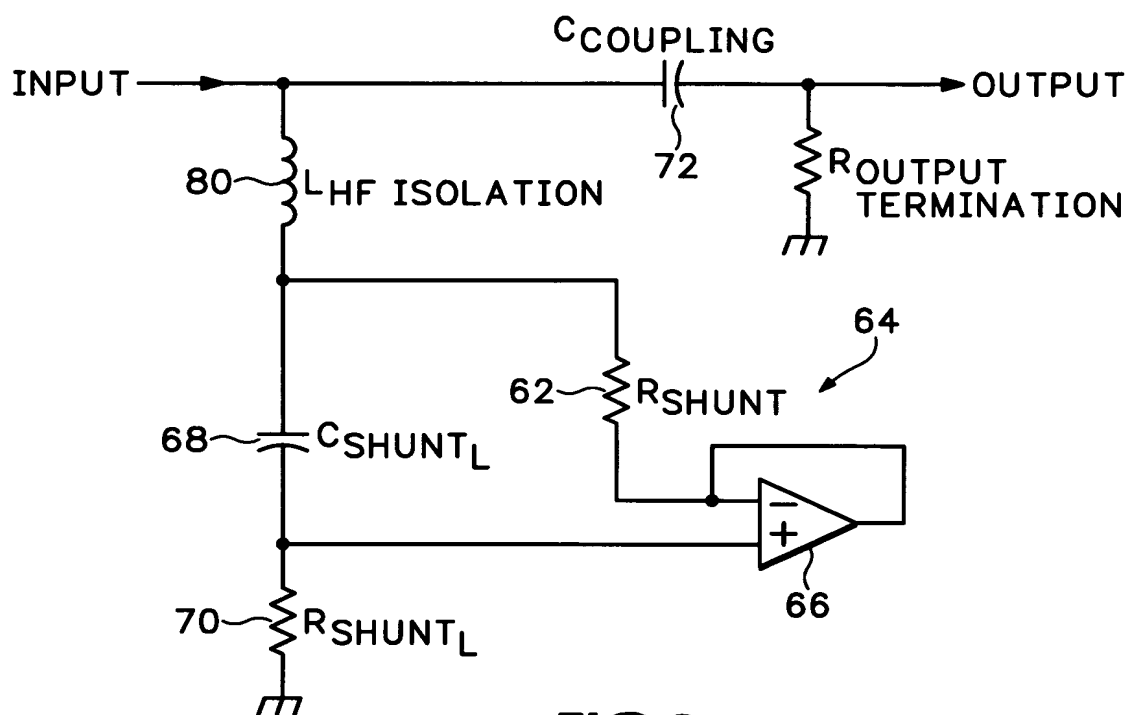 CCOUPLING
INPUT
OUTPUT
72
ROUTPUT
TERMINATION
80
LHF ISOLATION
64
62
RSHUNT
68
CSHUNTL
−
+
66
70
RSHUNTL